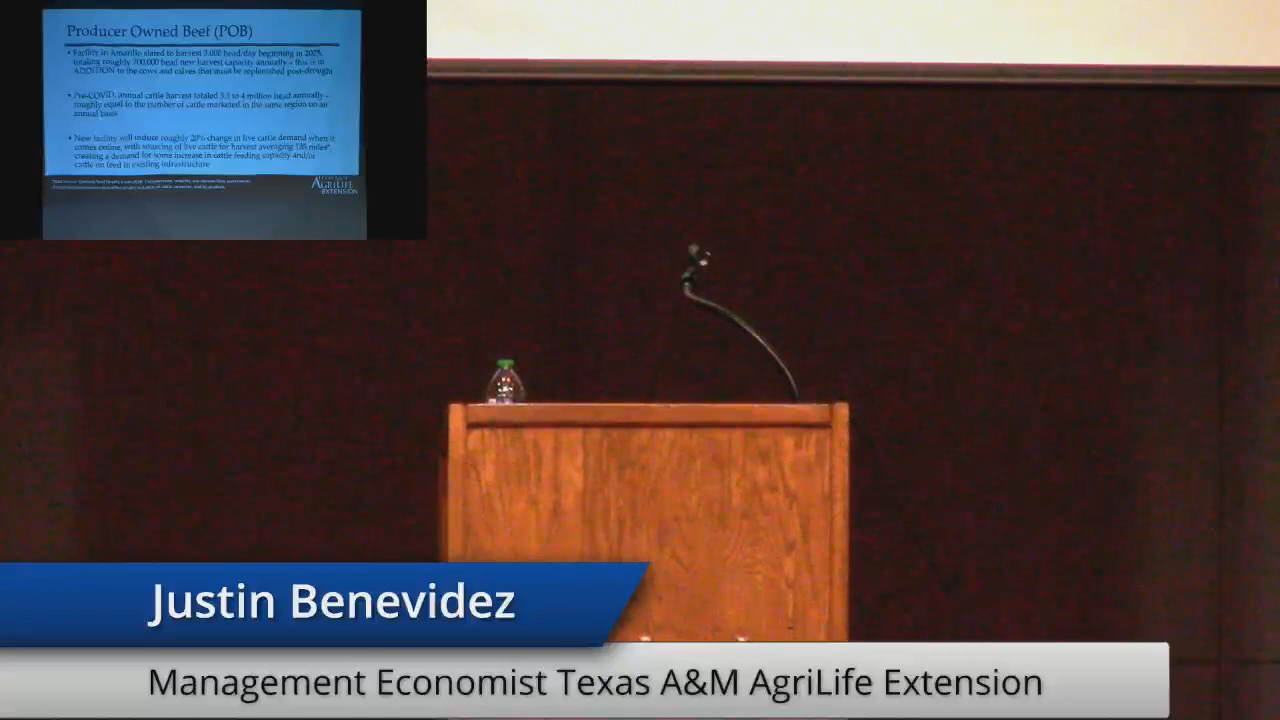 Producer Owned Beef (POB)
• Facility in Amarillo slated to harvest 3,000 head/day beginning in 2025,
totaling roughly 700,000 head new harvest capacity annually – this is in
ADDITION to the cows and calves that must be replenished post-drought
• Pre-COVID, annual cattle harvest totaled 3.5 to 4 million head annually –
roughly equal to the number of cattle marketed in the same region on an
annual basis
• New facility will induce roughly 20% change in live cattle demand when it
comes online, with sourcing of live cattle for harvest averaging 135 miles*
creating a demand for some increase in cattle feeding capacity and/or
cattle on feed in existing infrastructure
AGRILIFE
EXTENSION
Justin Benevidez
Management Economist Texas A&M AgriLife Extension